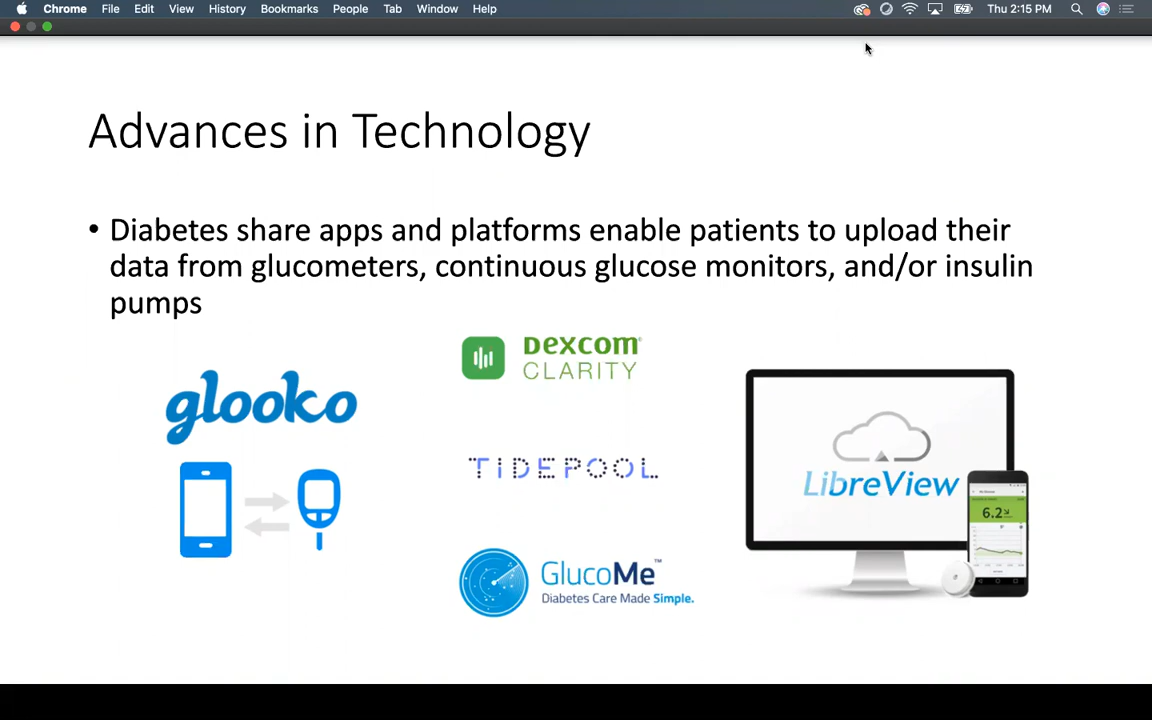 Chrome File Edit View History Bookmarks People Tab Window Help Thu 2:15 PM
Advances in Technology
• Diabetes share apps and platforms enable patients to upload their
data from glucometers, continuous glucose monitors, and/or insulin
pumps
glooko
Dexcom
CLARITY
TIDEPOOL
GlucoMe™
Diabetes Care Made Simple.
LibreView
6.2